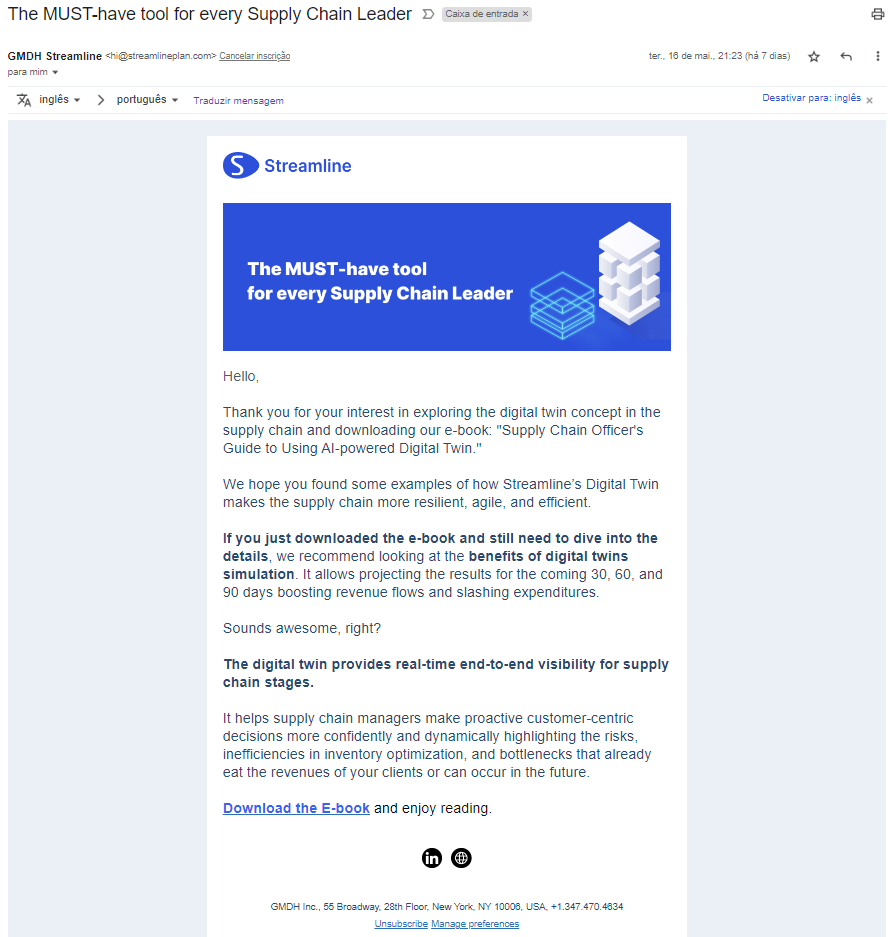 The MUST-have tool for every Supply Chain Leader Caixa de entrada ×
GMDH Streamline <hi@streamlineplan.com> Cancelar inscrição ter., 16 de mai., 21:23 (há 7 dias)
para mim
inglês > português Traduzir mensagem Desativar para: inglês ×
S Streamline
The MUST-have tool
for every Supply Chain Leader
Hello,
Thank you for your interest in exploring the digital twin concept in the
supply chain and downloading our e-book: "Supply Chain Officer's
Guide to Using AI-powered Digital Twin."
We hope you found some examples of how Streamline’s Digital Twin
makes the supply chain more resilient, agile, and efficient.
If you just downloaded the e-book and still need to dive into the
details, we recommend looking at the benefits of digital twins
simulation. It allows projecting the results for the coming 30, 60, and
90 days boosting revenue flows and slashing expenditures.
Sounds awesome, right?
The digital twin provides real-time end-to-end visibility for supply
chain stages.
It helps supply chain managers make proactive customer-centric
decisions more confidently and dynamically highlighting the risks,
inefficiencies in inventory optimization, and bottlenecks that already
eat the revenues of your clients or can occur in the future.
Download the E-book and enjoy reading.
in
GMDH Inc., 55 Broadway, 28th Floor, New York, NY 10006, USA, +1.347.470.4634
Unsubscribe Manage preferences